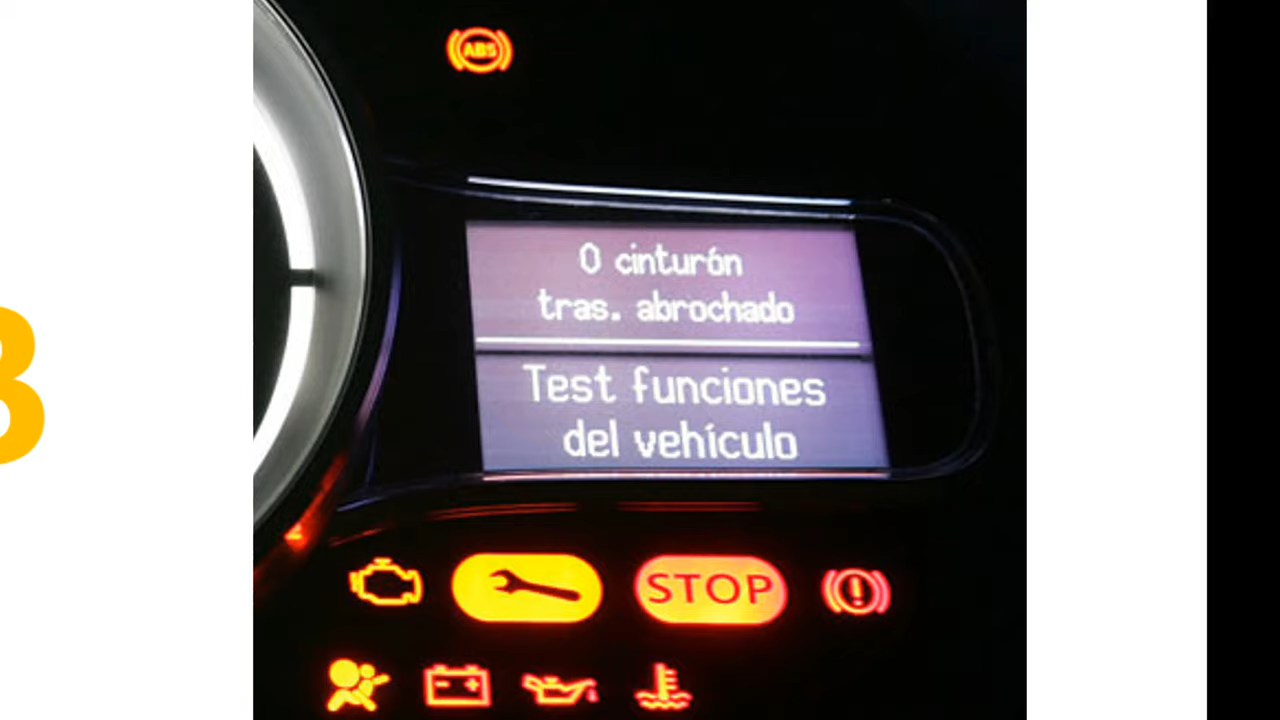 ABS
0 cinturón
tras. abrochado
Test funciones
del vehículo
STOP